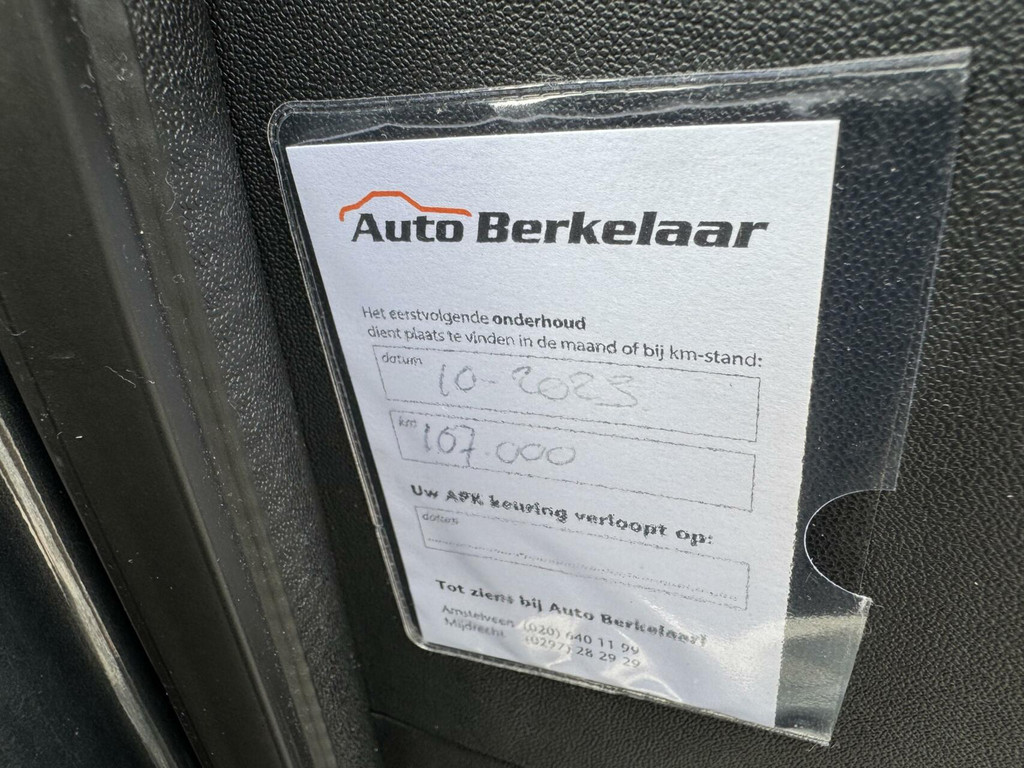 Auto Berkelaar
Het eerstvolgende onderhoud
dient plaats te vinden in de maand of bij km-stand:
datum
10-2023
km
107.000
Uw APK keuring verloopt op:
datum
Tot ziens bij Auto Berkelaar!
Amstelveen (020) 640 11 99
Mijdrecht (0297) 28 29 29